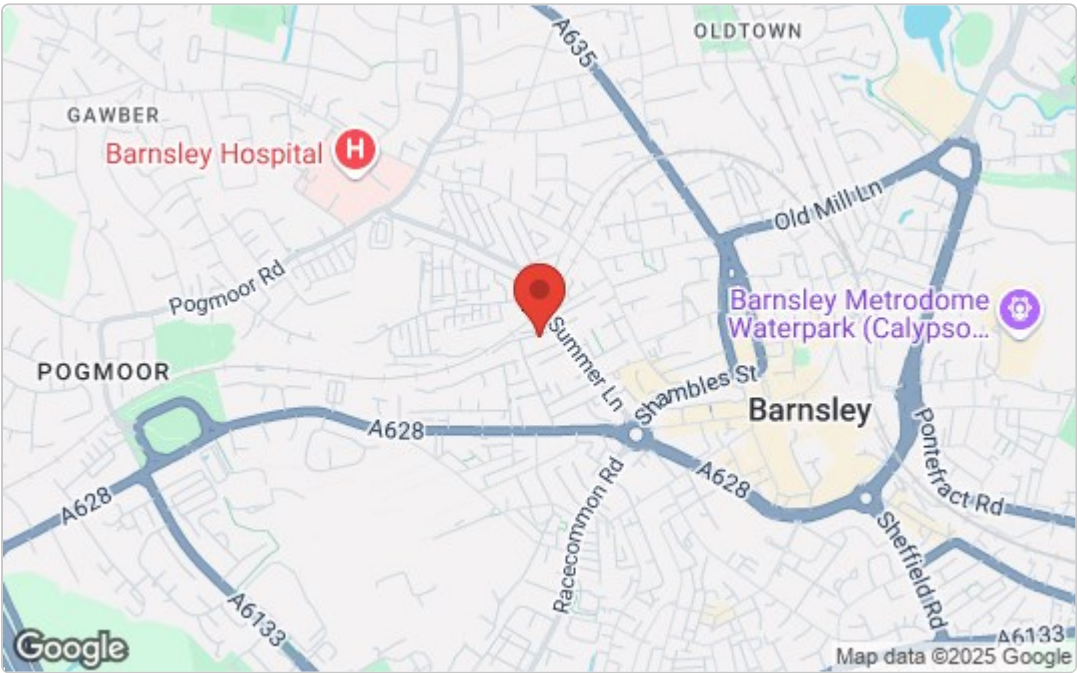 OLDTOWN
A635
GAWBER
Barnsley Hospital
H
Old Mill Ln
Pogmoor Rd
Barnsley Metrodome
Waterpark (Calypso...
Summer Ln
POGMOOR
Shambles St
Barnsley
A628
A628
Pontefract Rd
Racecommon Rd
A628
Sheffield Rd
A6133
A6133
Google
Map data ©2025 Google